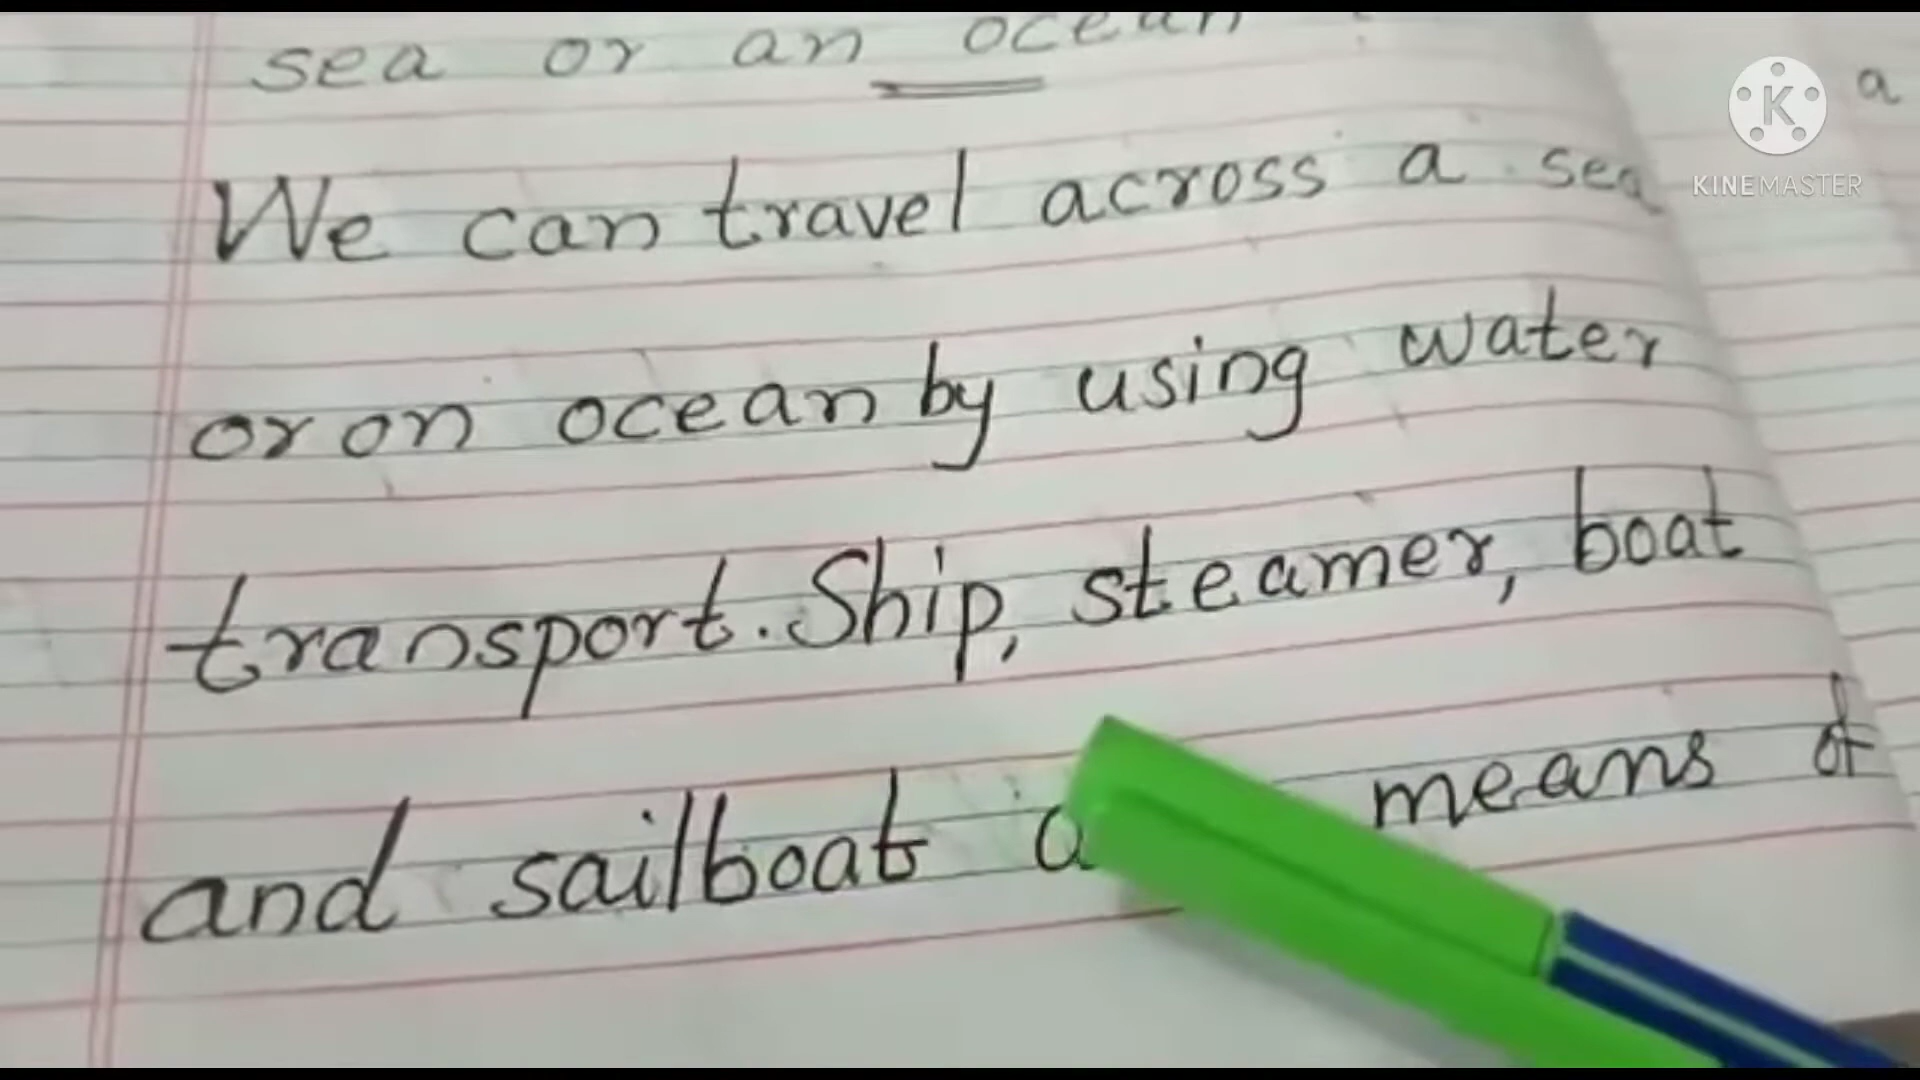 sea or an ocean ?
We can travel across a sea
or on ocean by using water
transport. Ship, steamer, boat
and sailboat means of
a
KINEMASTER